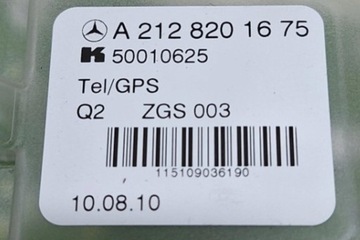 A 212 820 16 75
K 50010625
Tel/GPS
Q2 ZGS 003
115109036190
10.08.10